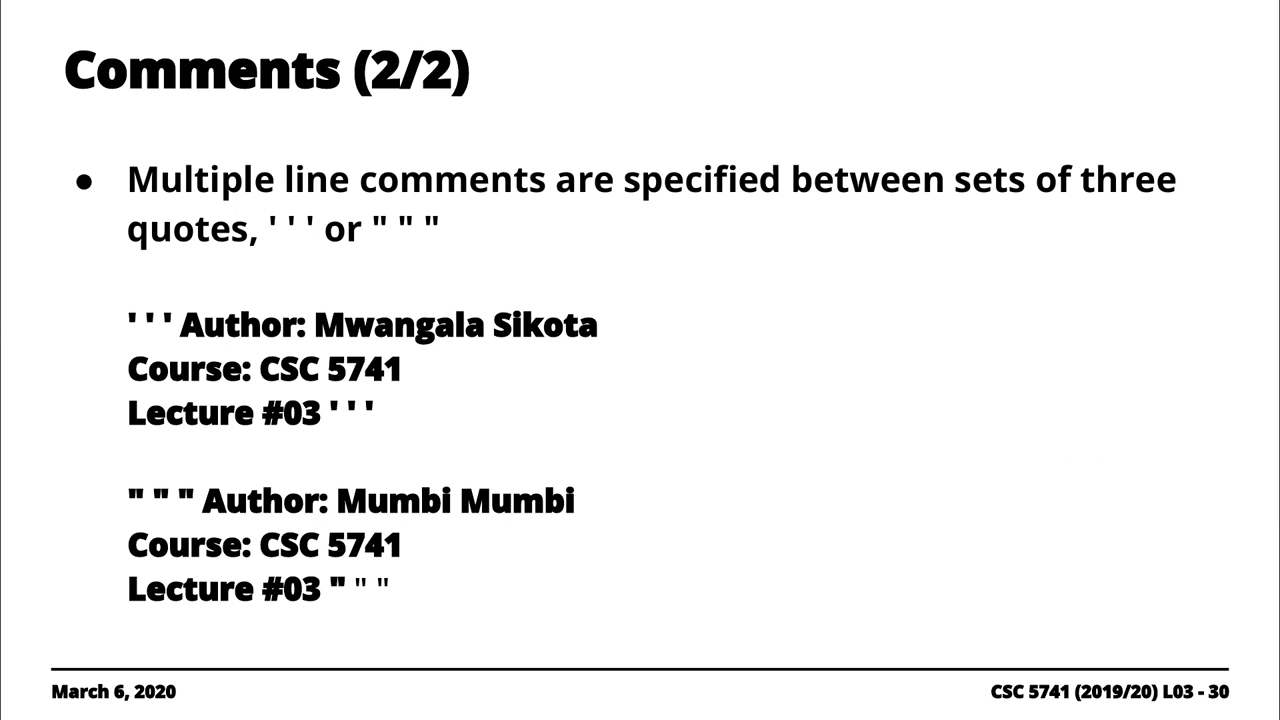 Comments (2/2)
● Multiple line comments are specified between sets of three
quotes, ' ' ' or " " "
' ' ' Author: Mwangala Sikota
Course: CSC 5741
Lecture #03 ' ' '
" " " Author: Mumbi Mumbi
Course: CSC 5741
Lecture #03 " " "
March 6, 2020
CSC 5741 (2019/20) L03 - 30